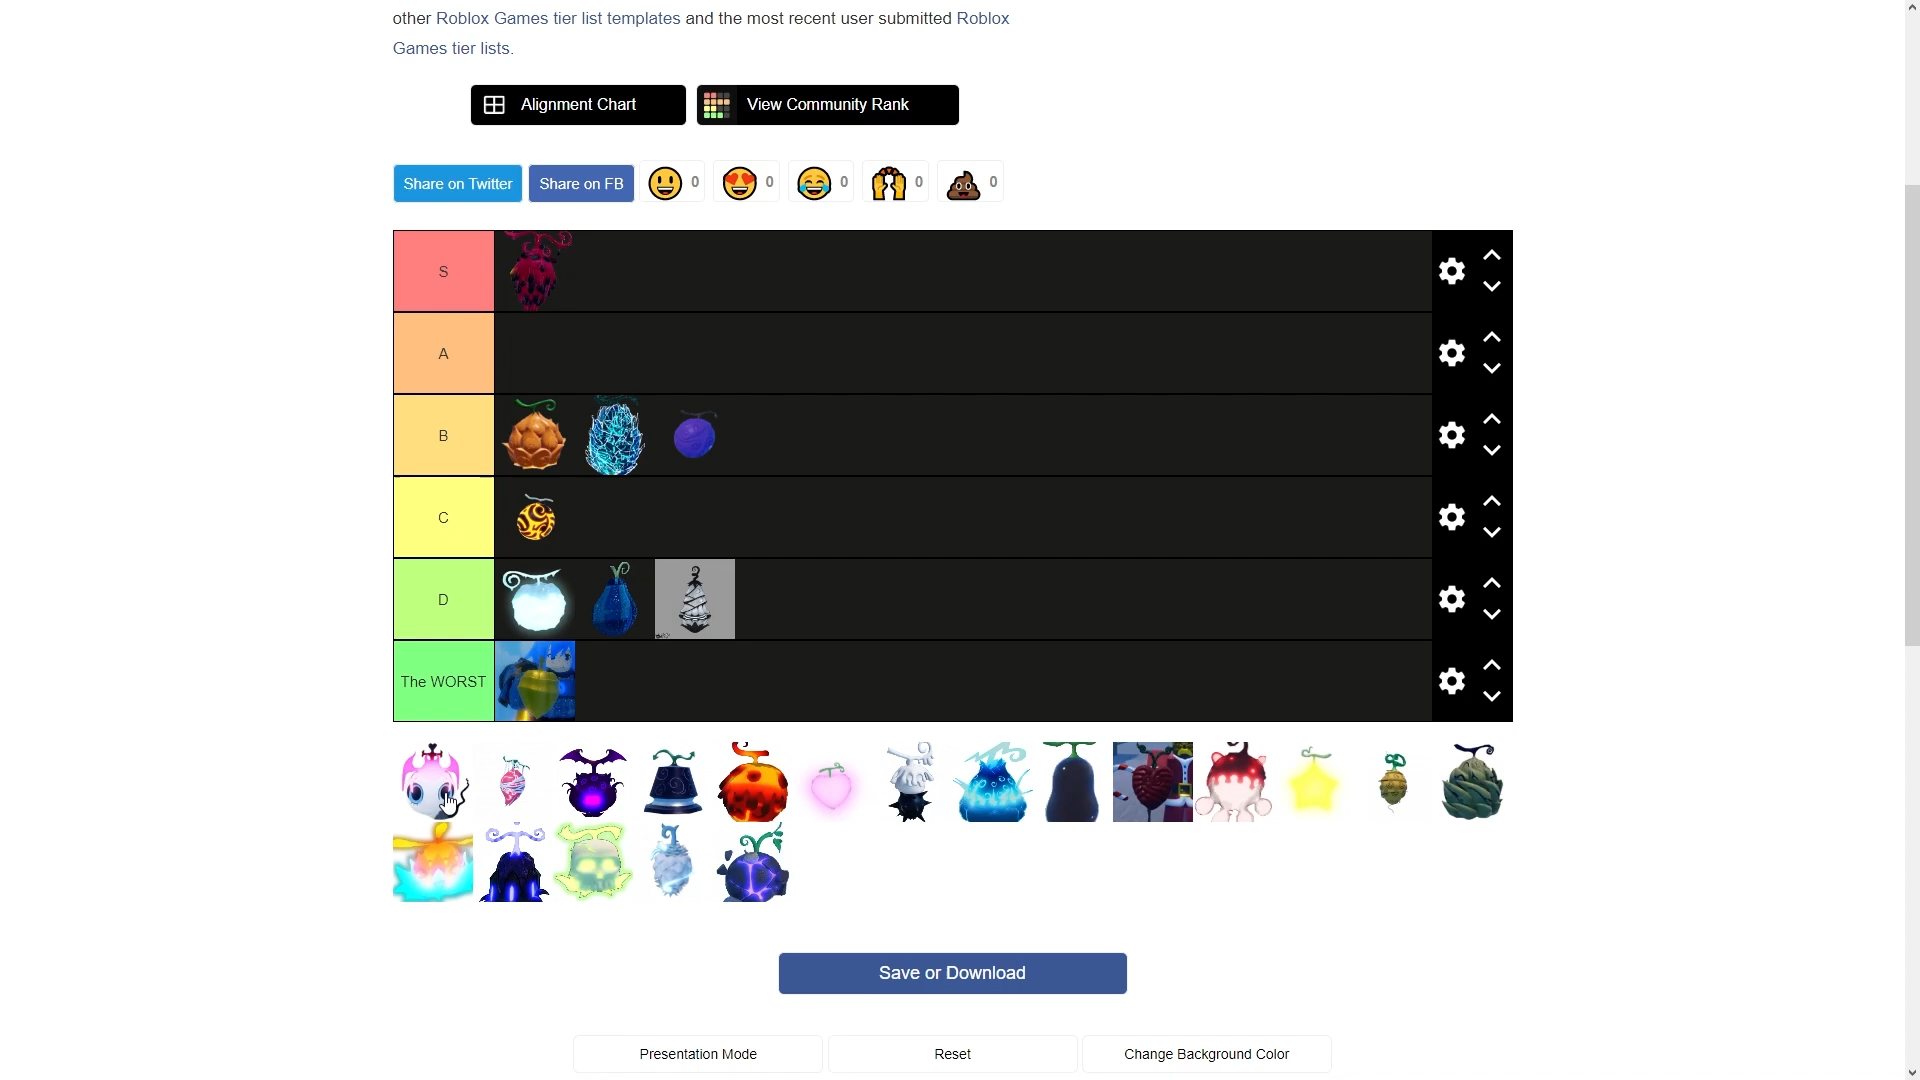 other Roblox Games tier list templates and the most recent user submitted Roblox
Games tier lists.
Alignment Chart
View Community Rank
Share on Twitter
Share on FB
0
0
0
0
0
S
A
B
C
D
The WORST
Save or Download
Presentation Mode
Reset
Change Background Color